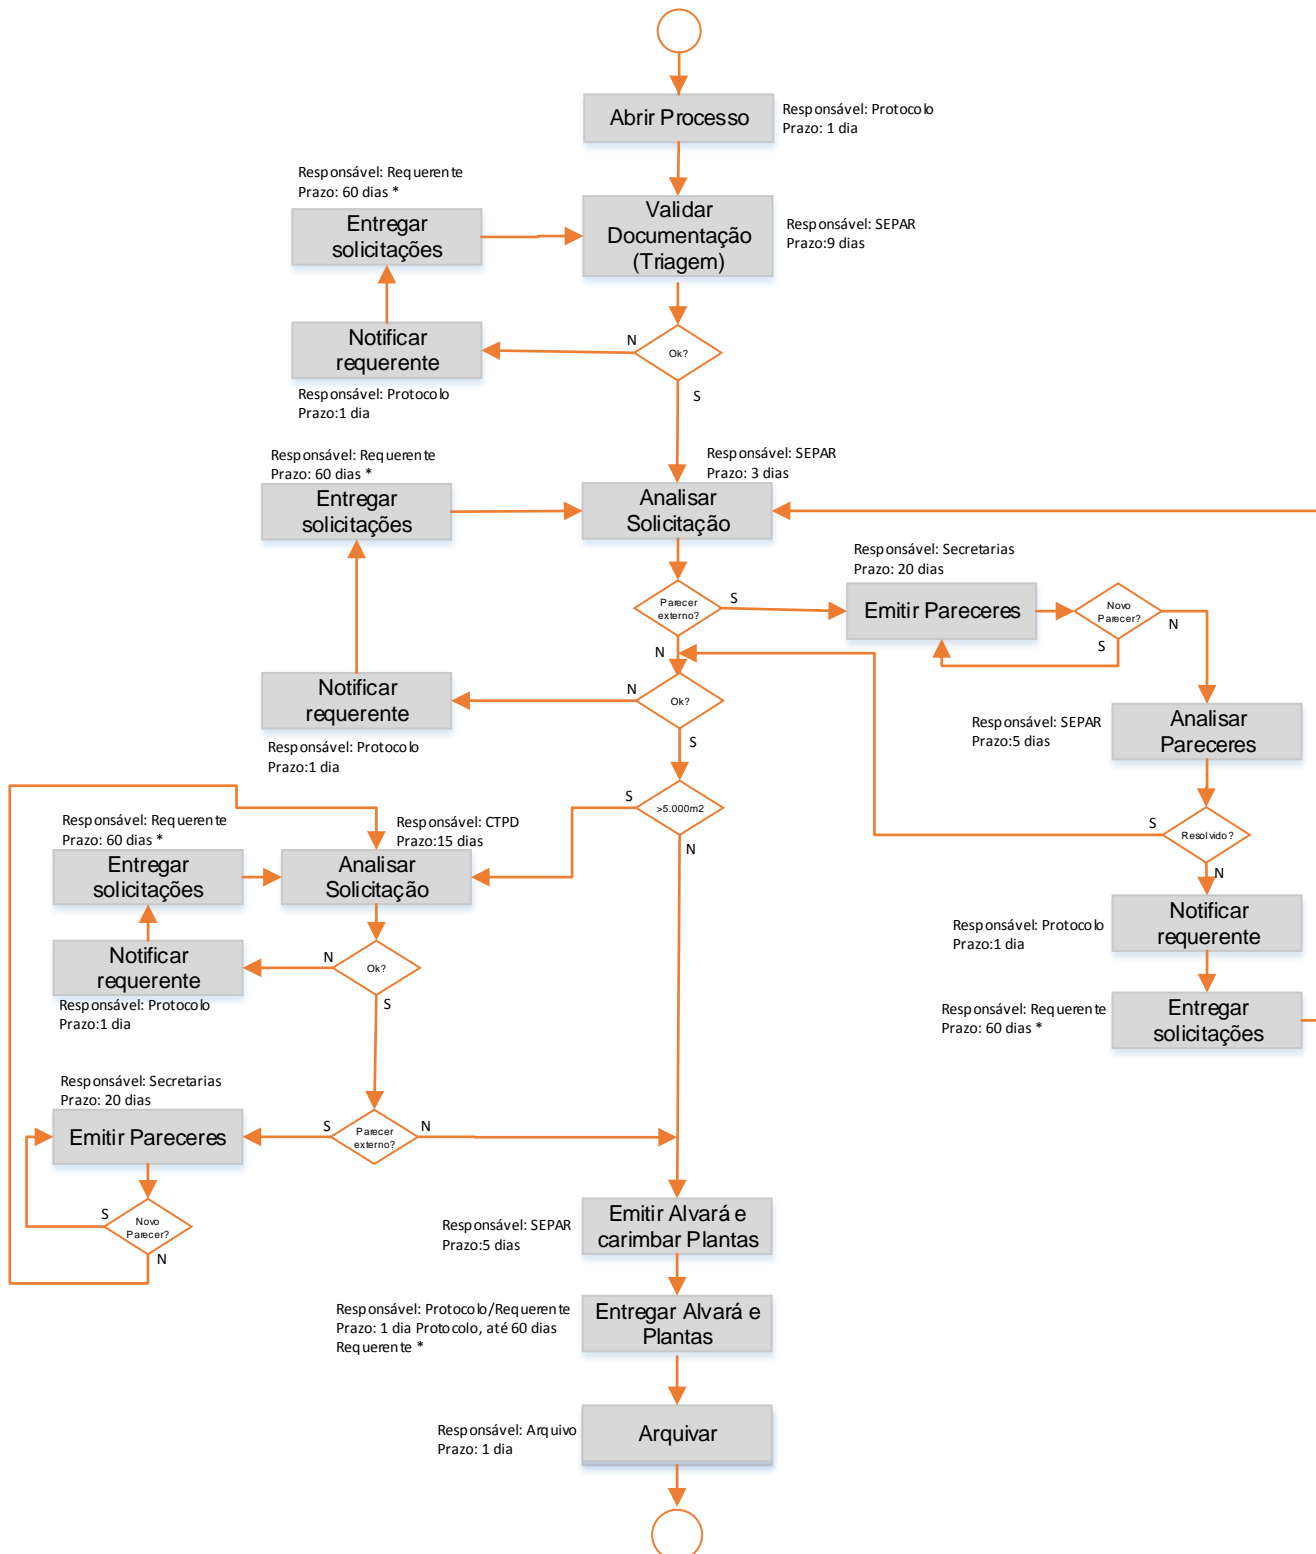 Abrir Processo
Responsável: Protocolo
Prazo: 1 dia
Responsável: Requerente
Prazo: 60 dias *
Entregar
solicitações
Validar
Documentação
(Triagem)
Responsável: SEPAR
Prazo:9 dias
Notificar
requerente
N
Ok?
S
Responsável: Protocolo
Prazo:1 dia
Responsável: Requerente
Prazo: 60 dias *
Entregar
solicitações
Responsável: SEPAR
Prazo: 3 dias
Analisar
Solicitação
Parecer
externo?
S
N
Responsável: Secretarias
Prazo: 20 dias
Emitir Pareceres
Novo
Parecer?
N
S
Notificar
requerente
N
Ok?
S
Responsável: Protocolo
Prazo:1 dia
Responsável: SEPAR
Prazo:5 dias
Analisar
Pareceres
S
>5.000m2
N
S
Resolvido?
N
Responsável: Requerente
Prazo: 60 dias *
Entregar
solicitações
Responsável: CTPD
Prazo:15 dias
Analisar
Solicitação
Notificar
requerente
N
Ok?
S
Responsável: Protocolo
Prazo:1 dia
Responsável: Protocolo
Prazo:1 dia
Notificar
requerente
Responsável: Requerente
Prazo: 60 dias *
Entregar
solicitações
Responsável: Secretarias
Prazo: 20 dias
Emitir Pareceres
S
Parecer
externo?
N
S
Novo
Parecer?
N
Responsável: SEPAR
Prazo:5 dias
Emitir Alvará e
carimbar Plantas
Responsável: Protocolo/Requerente
Prazo: 1 dia Protocolo, até 60 dias
Requerente *
Entregar Alvará e
Plantas
Responsável: Arquivo
Prazo: 1 dia
Arquivar